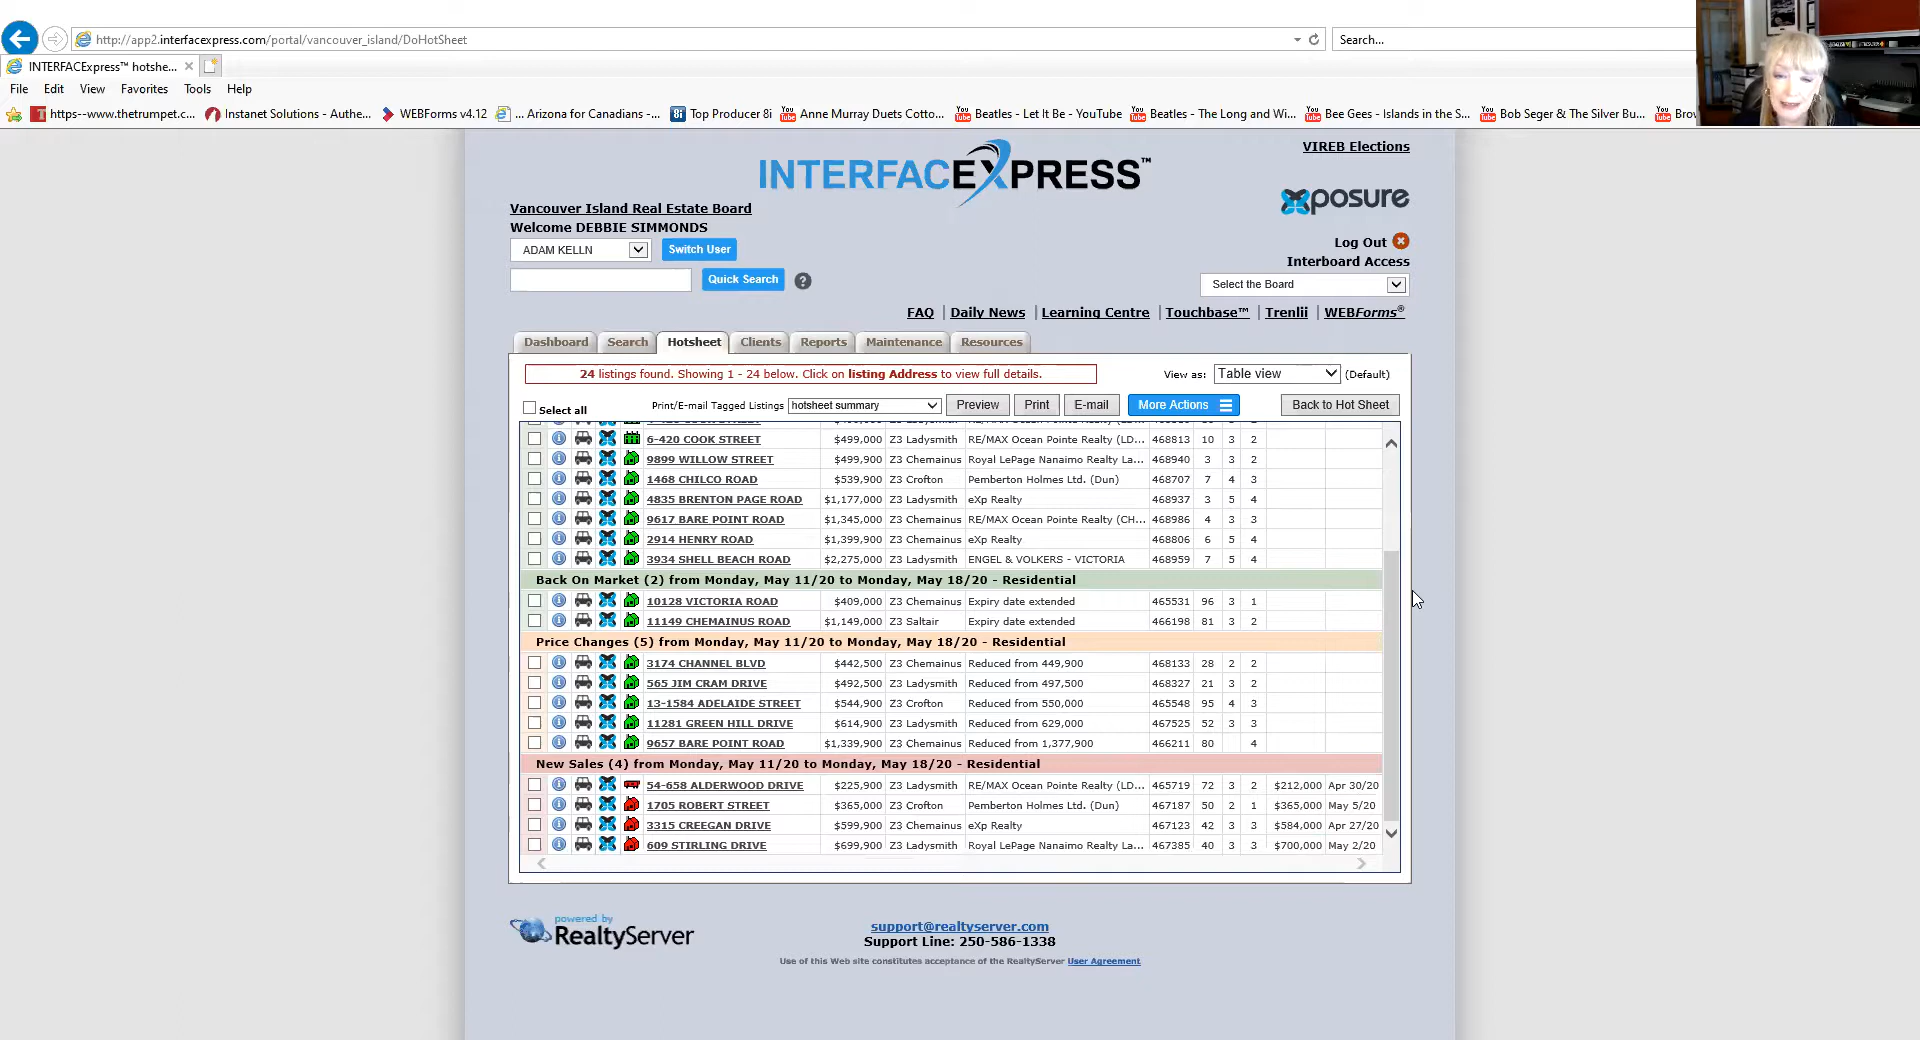 http://app2.interfacexpress.com/portal/vancouver_island/DoHotSheet
Search...
INTERFACExpress™ hotshe...
File Edit View Favorites Tools Help
https--www.thetrumpet.c... Instanet Solutions - Authe... WEBForms v4.12 ... Arizona for Canadians -... Top Producer 8i Anne Murray Duets Cotto... Beatles - Let It Be - YouTube Beatles - The Long and Wi... Bee Gees - Islands in the S... Bob Seger & The Silver Bu... Brow
INTERFACEXPRESS™
VIREB Elections
Xposure
Vancouver Island Real Estate Board
Welcome DEBBIE SIMMONDS
ADAM KELLN Switch User
Log Out
Interboard Access
Quick Search ?
Select the Board
FAQ | Daily News | Learning Centre | Touchbase™ | Trenlii | WEBForms®
Dashboard Search Hotsheet Clients Reports Maintenance Resources
24 listings found. Showing 1 - 24 below. Click on listing Address to view full details.
View as: Table view (Default)
Select all Print/E-mail Tagged Listings hotsheet summary Preview Print E-mail More Actions Back to Hot Sheet
6-420 COOK STREET $499,000 Z3 Ladysmith RE/MAX Ocean Pointe Realty (LD... 468813 10 3 2
9899 WILLOW STREET $499,900 Z3 Chemainus Royal LePage Nanaimo Realty La... 468940 3 3 2
1468 CHILCO ROAD $539,900 Z3 Crofton Pemberton Holmes Ltd. (Dun) 468707 7 4 3
4835 BRENTON PAGE ROAD $1,177,000 Z3 Ladysmith eXp Realty 468937 3 5 4
9617 BARE POINT ROAD $1,345,000 Z3 Chemainus RE/MAX Ocean Pointe Realty (CH... 468986 4 3 3
2914 HENRY ROAD $1,399,900 Z3 Chemainus eXp Realty 468806 6 5 4
3934 SHELL BEACH ROAD $2,275,000 Z3 Ladysmith ENGEL & VOLKERS - VICTORIA 468959 7 5 4
Back On Market (2) from Monday, May 11/20 to Monday, May 18/20 - Residential
10128 VICTORIA ROAD $409,000 Z3 Chemainus Expiry date extended 465531 96 3 1
11149 CHEMAINUS ROAD $1,149,000 Z3 Saltair Expiry date extended 466198 81 3 2
Price Changes (5) from Monday, May 11/20 to Monday, May 18/20 - Residential
3174 CHANNEL BLVD $442,500 Z3 Chemainus Reduced from 449,900 468133 28 2 2
565 JIM CRAM DRIVE $492,500 Z3 Ladysmith Reduced from 497,500 468327 21 3 2
13-1584 ADELAIDE STREET $544,900 Z3 Crofton Reduced from 550,000 465548 95 4 3
11281 GREEN HILL DRIVE $614,900 Z3 Ladysmith Reduced from 629,000 467525 52 3 3
9657 BARE POINT ROAD $1,339,900 Z3 Chemainus Reduced from 1,377,900 466211 80 4
New Sales (4) from Monday, May 11/20 to Monday, May 18/20 - Residential
54-658 ALDERWOOD DRIVE $225,900 Z3 Ladysmith RE/MAX Ocean Pointe Realty (LD... 465719 72 3 2 $212,000 Apr 30/20
1705 ROBERT STREET $365,000 Z3 Crofton Pemberton Holmes Ltd. (Dun) 467187 50 2 1 $365,000 May 5/20
3315 CREEGAN DRIVE $599,900 Z3 Chemainus eXp Realty 467123 42 3 3 $584,000 Apr 27/20
609 STIRLING DRIVE $699,900 Z3 Ladysmith Royal LePage Nanaimo Realty La... 467385 40 3 3 $700,000 May 2/20
powered by
RealtyServer
support@realtyserver.com
Support Line: 250-586-1338
Use of this Web site constitutes acceptance of the RealtyServer User Agreement